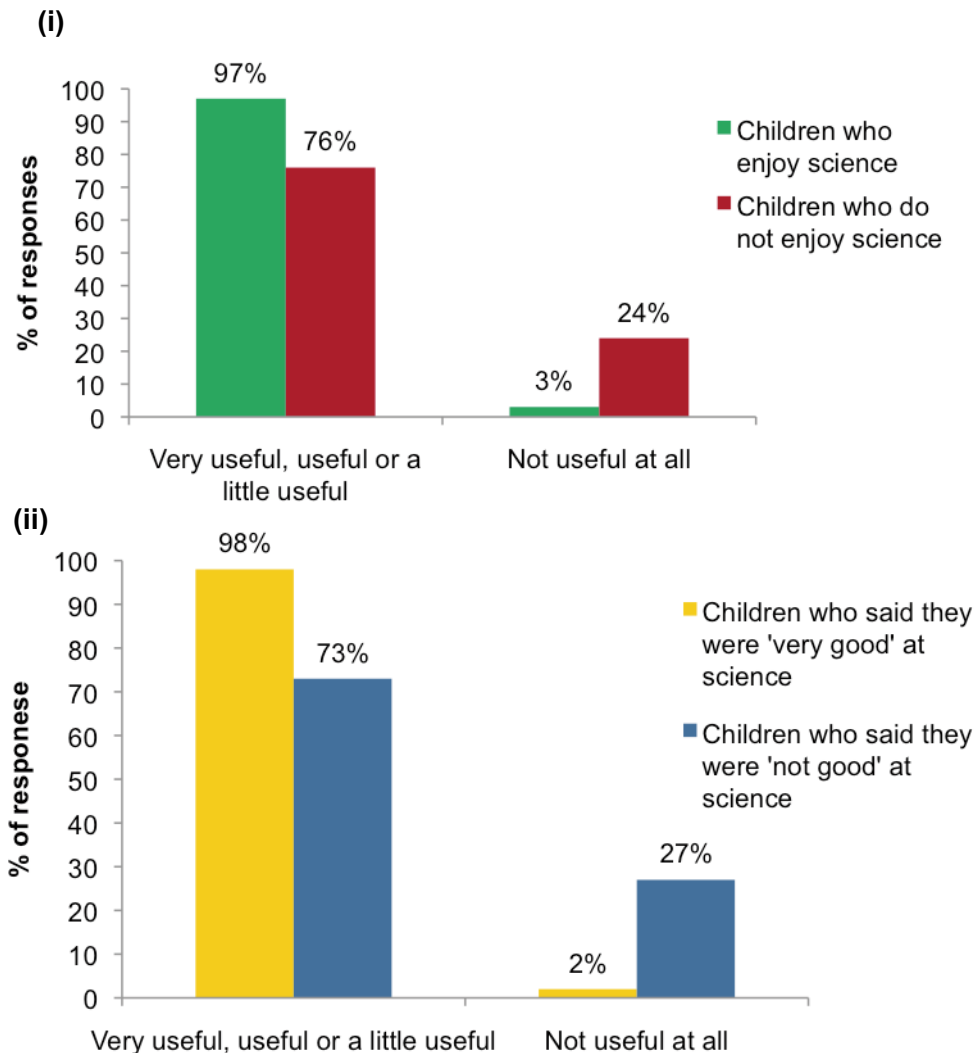 (i)
97%
76%
3%
24%
100
90
80
70
60
50
40
30
20
10
0
% of responses
Children who
enjoy science
Children who do
not enjoy science
Very useful, useful or a
little useful
Not useful at all
(ii)
98%
73%
2%
27%
100
90
80
70
60
50
40
30
20
10
0
% of responese
Children who said they
were 'very good' at
science
Children who said they
were 'not good' at
science
Very useful, useful or a little useful
Not useful at all